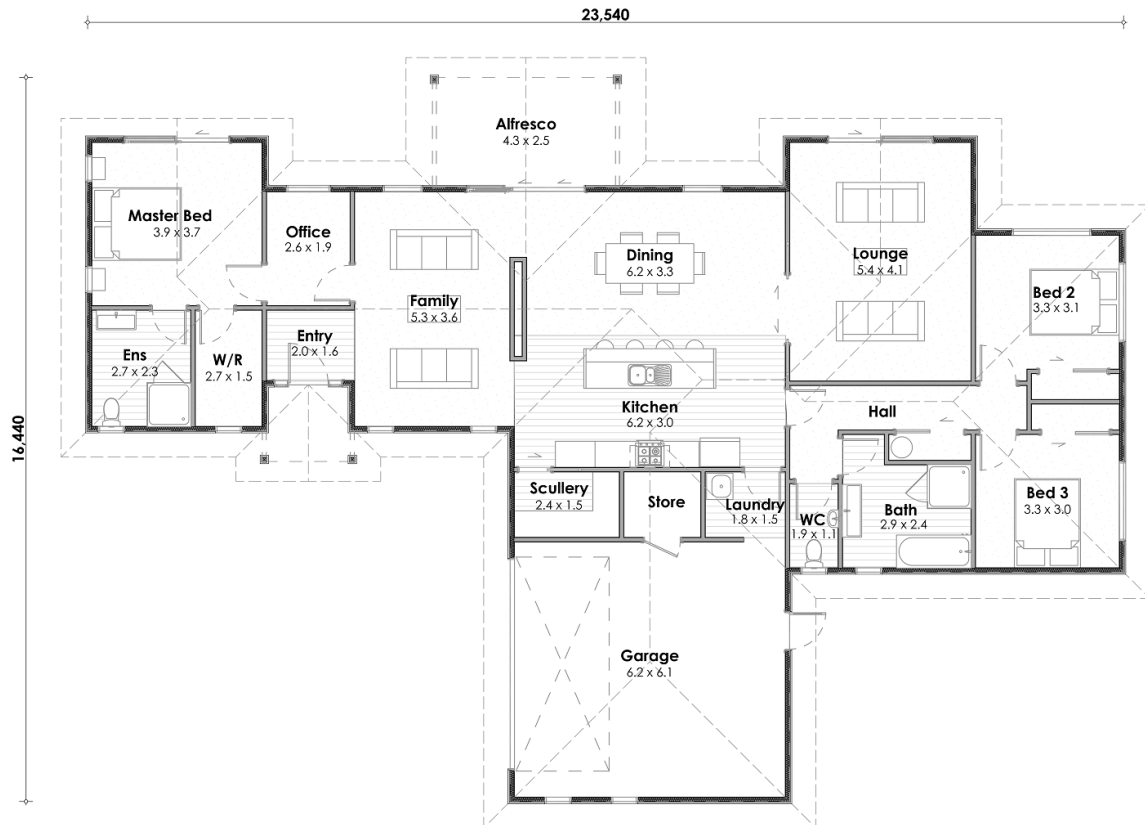 23,540
16,440
Alfresco
4.3 x 2.5
Master Bed
3.9 x 3.7
Office
2.6 x 1.9
Family
5.3 x 3.6
Dining
6.2 x 3.3
Lounge
5.4 x 4.1
Bed 2
3.3 x 3.1
Ens
2.7 x 2.3
W/R
2.7 x 1.5
Entry
2.0 x 1.6
Kitchen
6.2 x 3.0
Hall
Scullery
2.4 x 1.5
Store
Laundry
1.8 x 1.5
WC
1.9 x 1.1
Bath
2.9 x 2.4
Bed 3
3.3 x 3.0
Garage
6.2 x 6.1